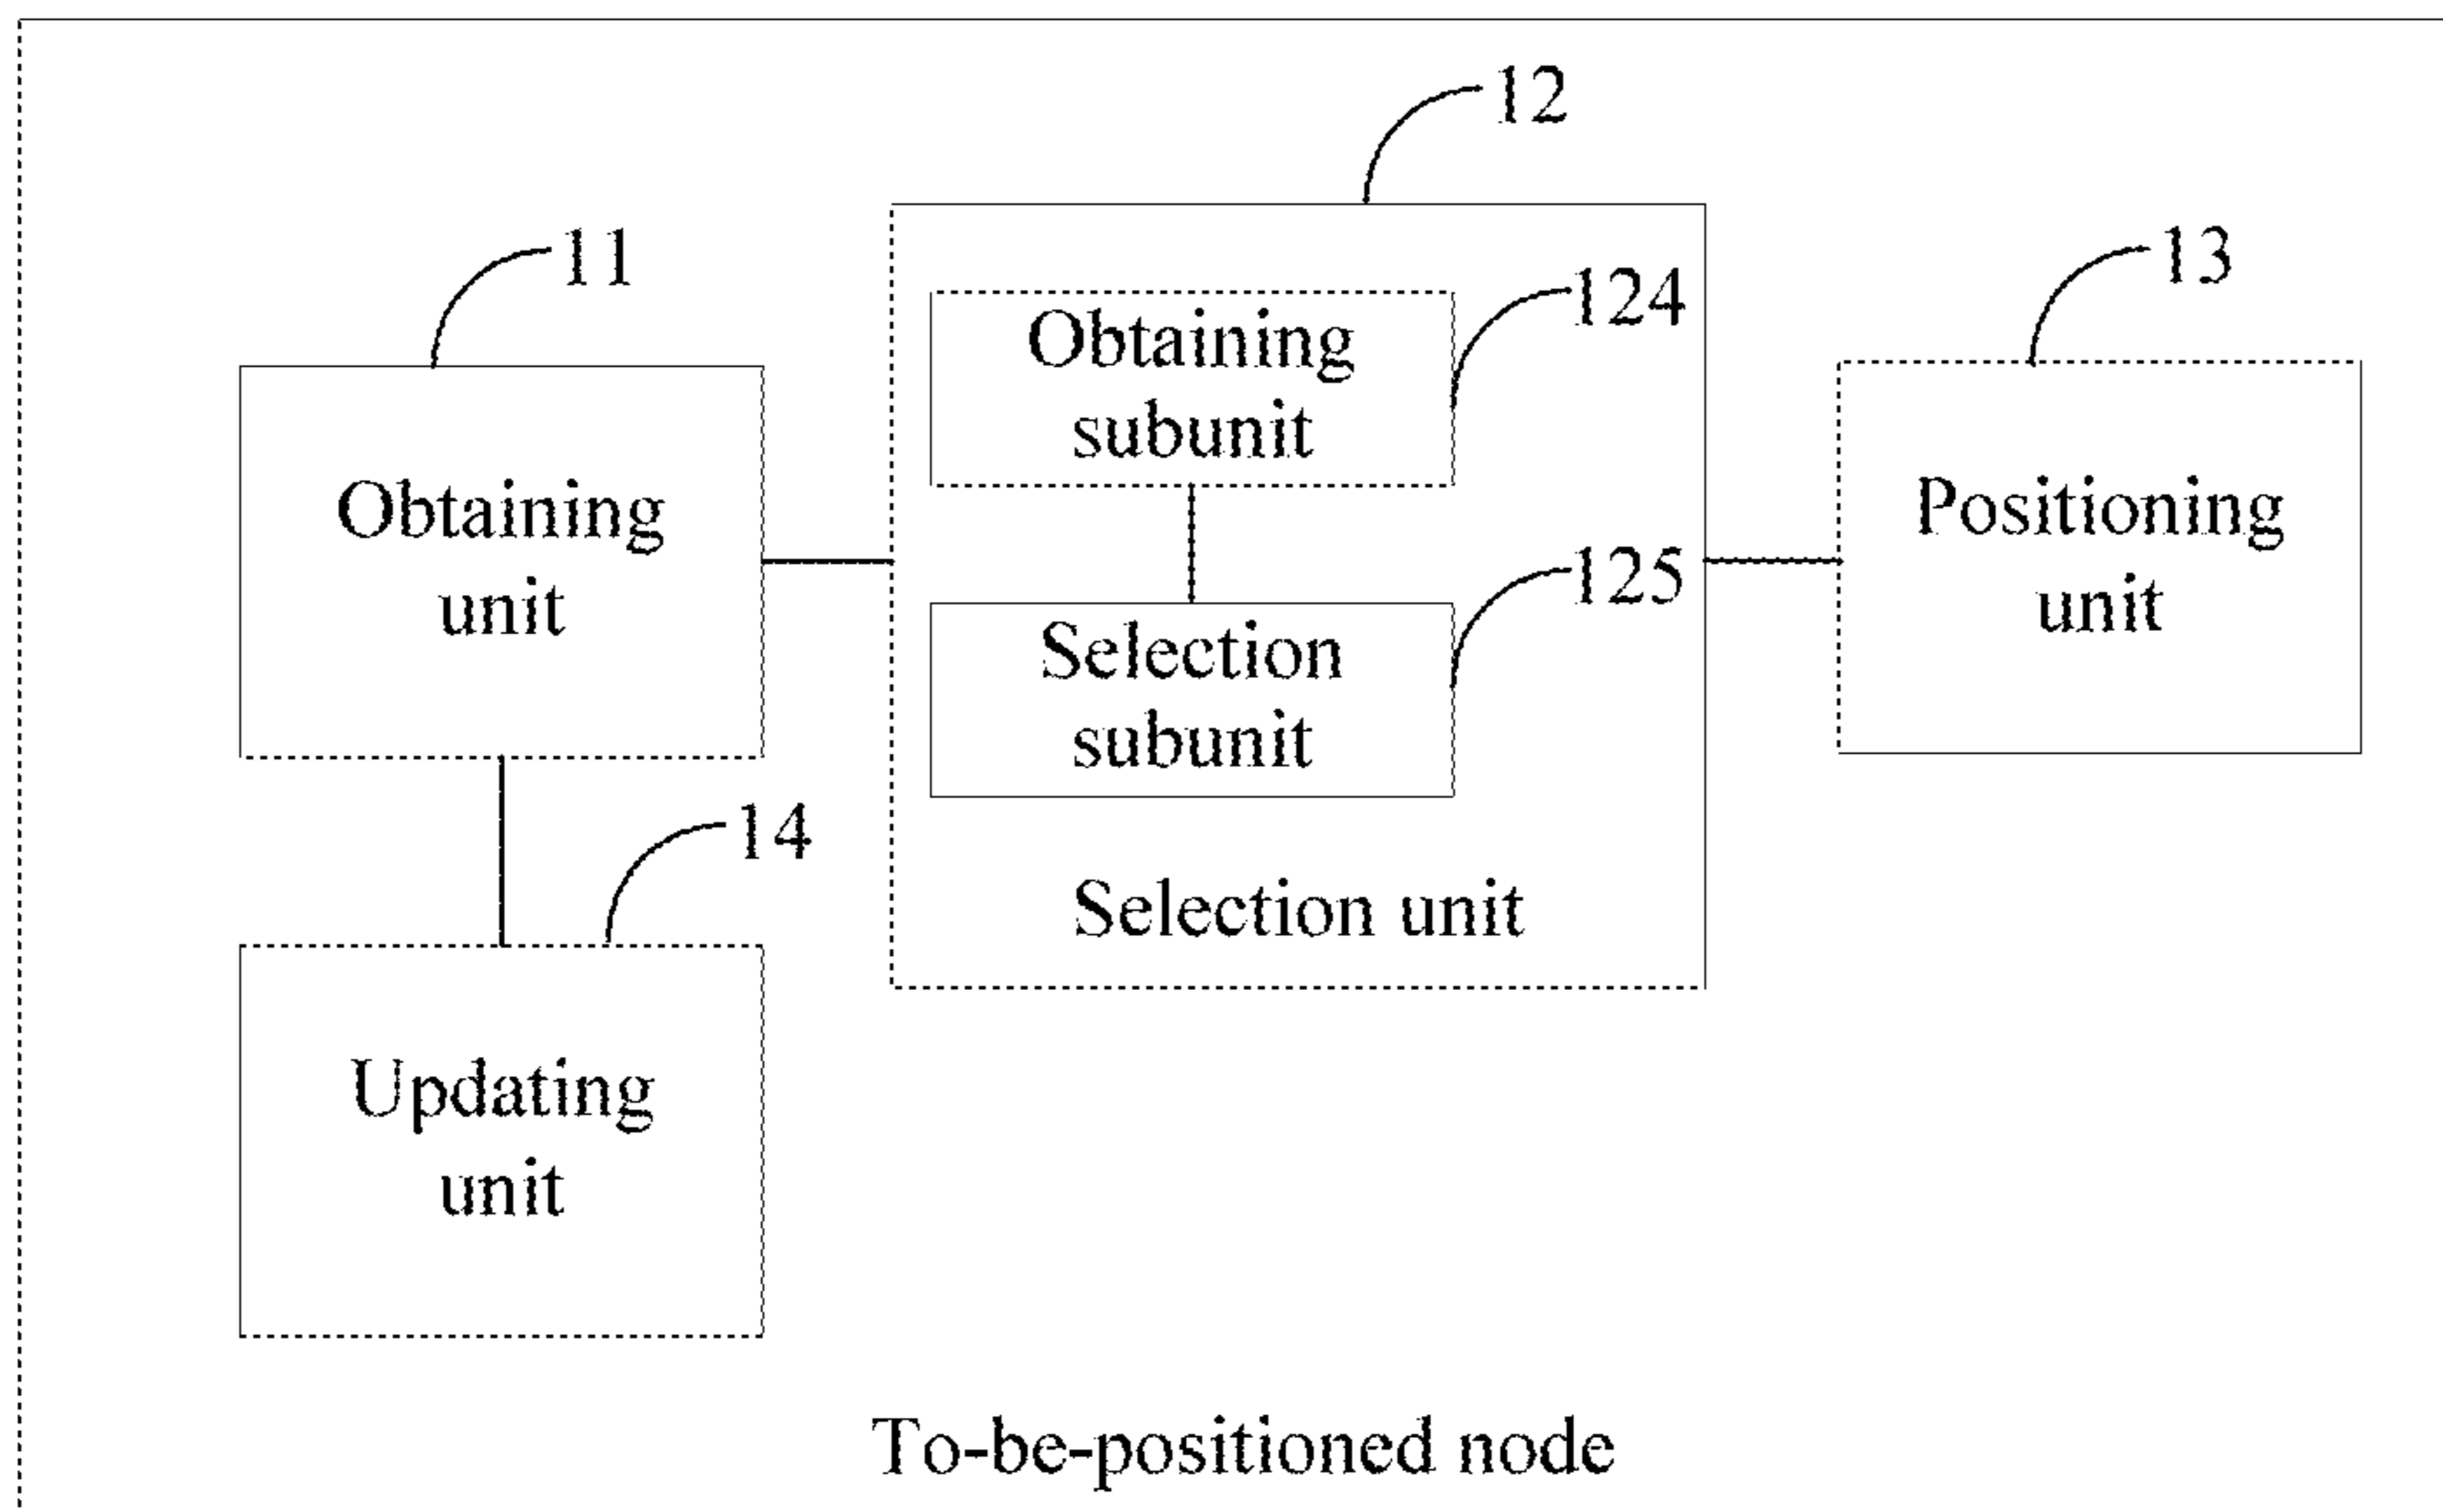 12
11
13
124
Obtaining
subunit
Obtaining
unit
Positioning
unit
125
Selection
subunit
14
Selection unit
Updating
unit
To-be-positioned node